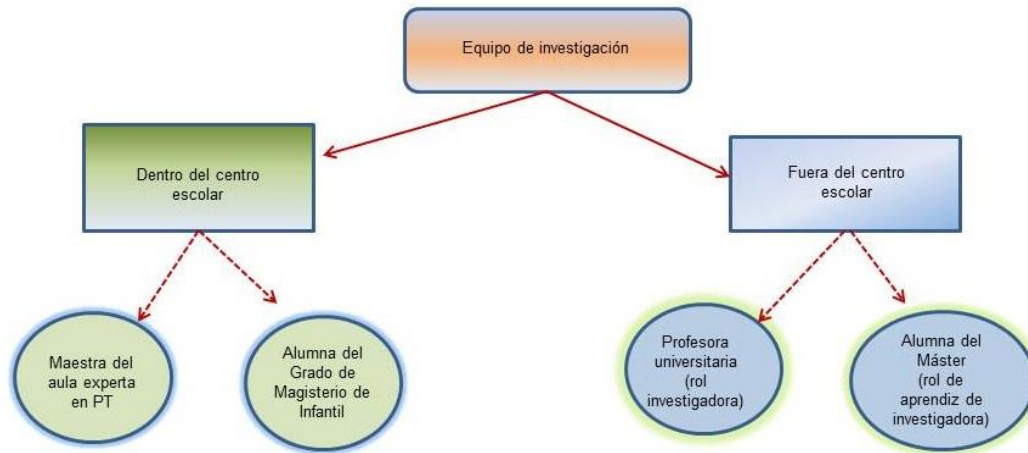 Equipo de investigación
Dentro del centro
escolar
Fuera del centro
escolar
Maestra del
aula experta
en PT
Alumna del
Grado de
Magisterio de
Infantil
Profesora
universitaria
(rol
investigadora)
Alumna del
Máster
(rol de
aprendiz de
investigadora)